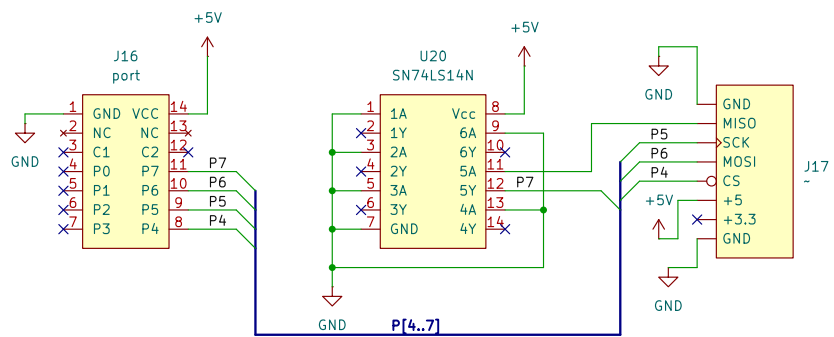 +5V
J16
port
1 GND VCC 14
2 NC NC 13
3 C1 C2 12
4 P0 P7 11 P7
5 P1 P6 10 P6
6 P2 P5 9 P5
7 P3 P4 8 P4
GND
+5V
U20
SN74LS14N
1 1A Vcc 8
2 1Y 6A 9
3 2A 6Y 10
4 2Y 5A 11
5 3A 5Y 12 P7
6 3Y 4A 13
7 GND 4Y 14
GND
P[4..7]
GND
GND
MISO
P5 SCK
P6 MOSI
P4 CS
+5V +5
+3.3
GND
GND
J17
~